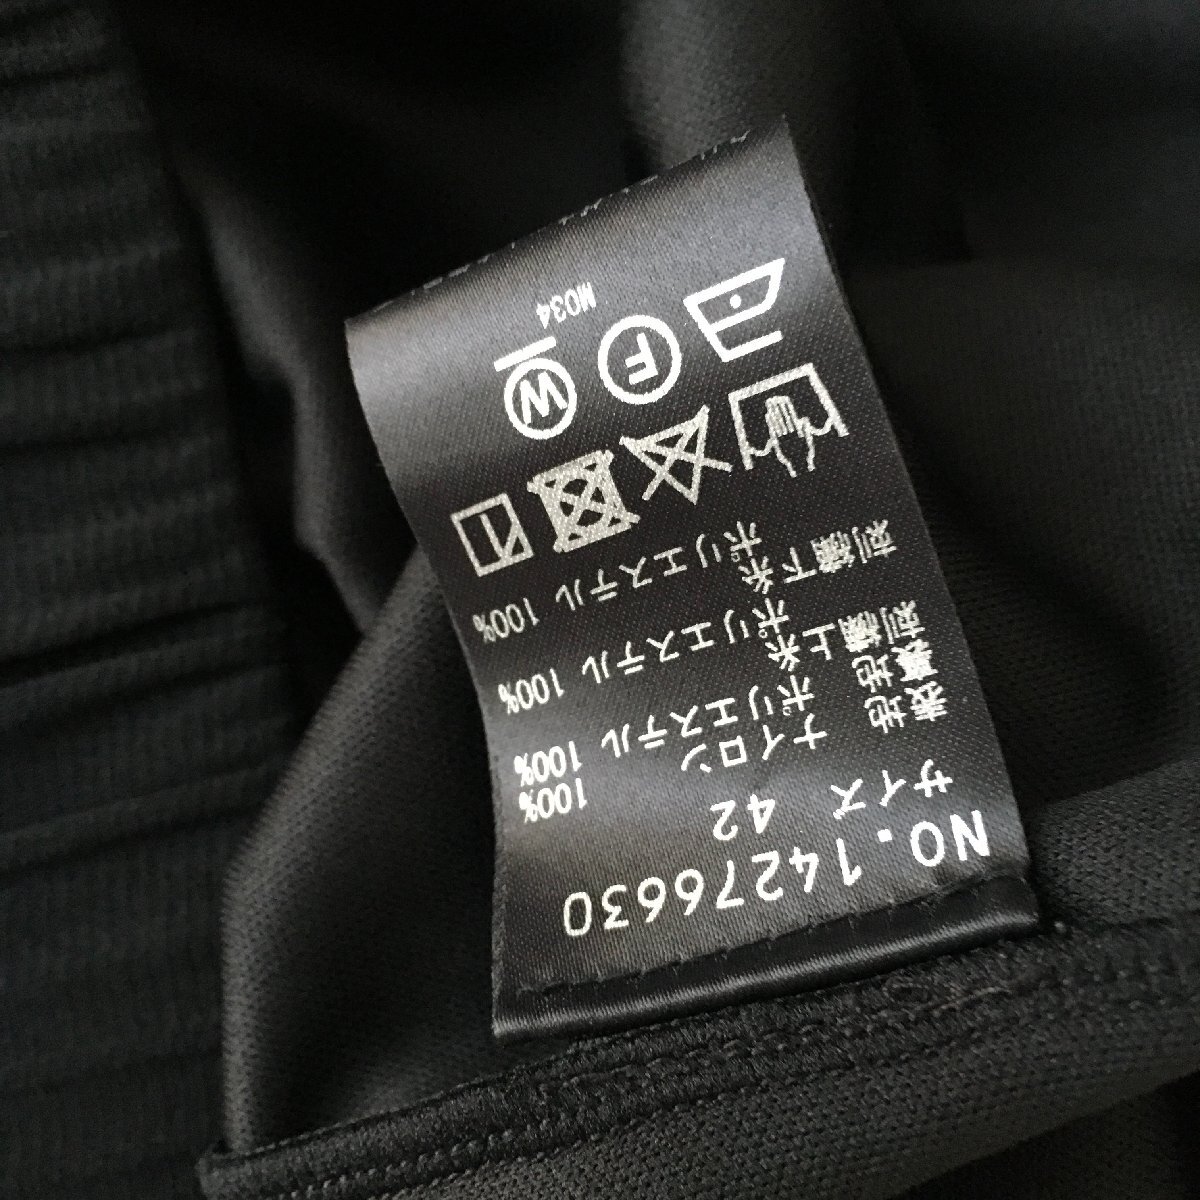 NO.14276630
サイズ 42
表地 ナイロン 100%
裏地 ポリエステル 100%
刺繍上糸
ポリエステル 100%
刺繍下糸
ポリエステル 100%
F W
M034